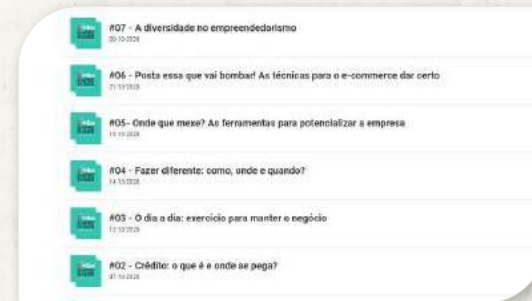 #07 - A diversidade no empreendedorismo
#06 - Posta essa que vai bombar! As técnicas para o e-commerce dar certo
#05- Onde que mexe? As ferramentas para potencializar a empresa
#04 - Fazer diferente: como, onde e quando?
#03 - O dia a dia: exercício para manter o negócio
#02 - Crédito: o que é e onde se pega?